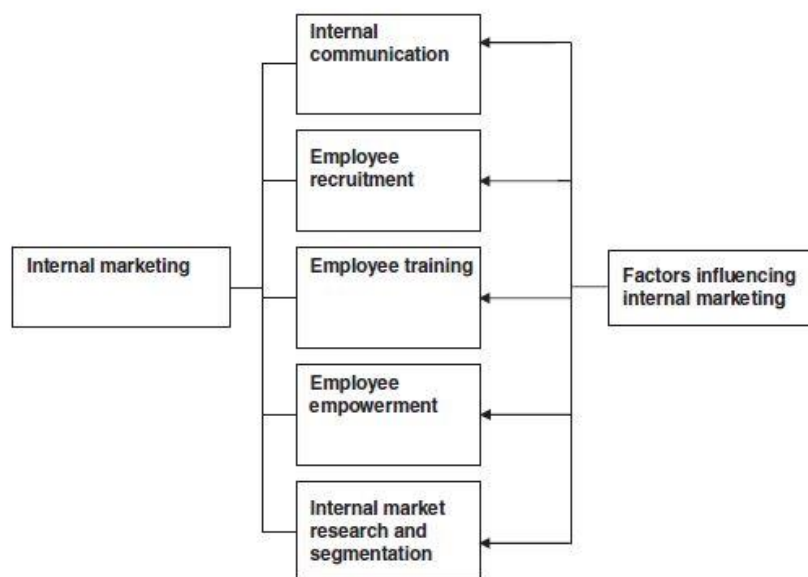 Internal
communication
Employee
recruitment
Internal marketing
Employee training
Factors influencing
internal marketing
Employee
empowerment
Internal market
research and
segmentation